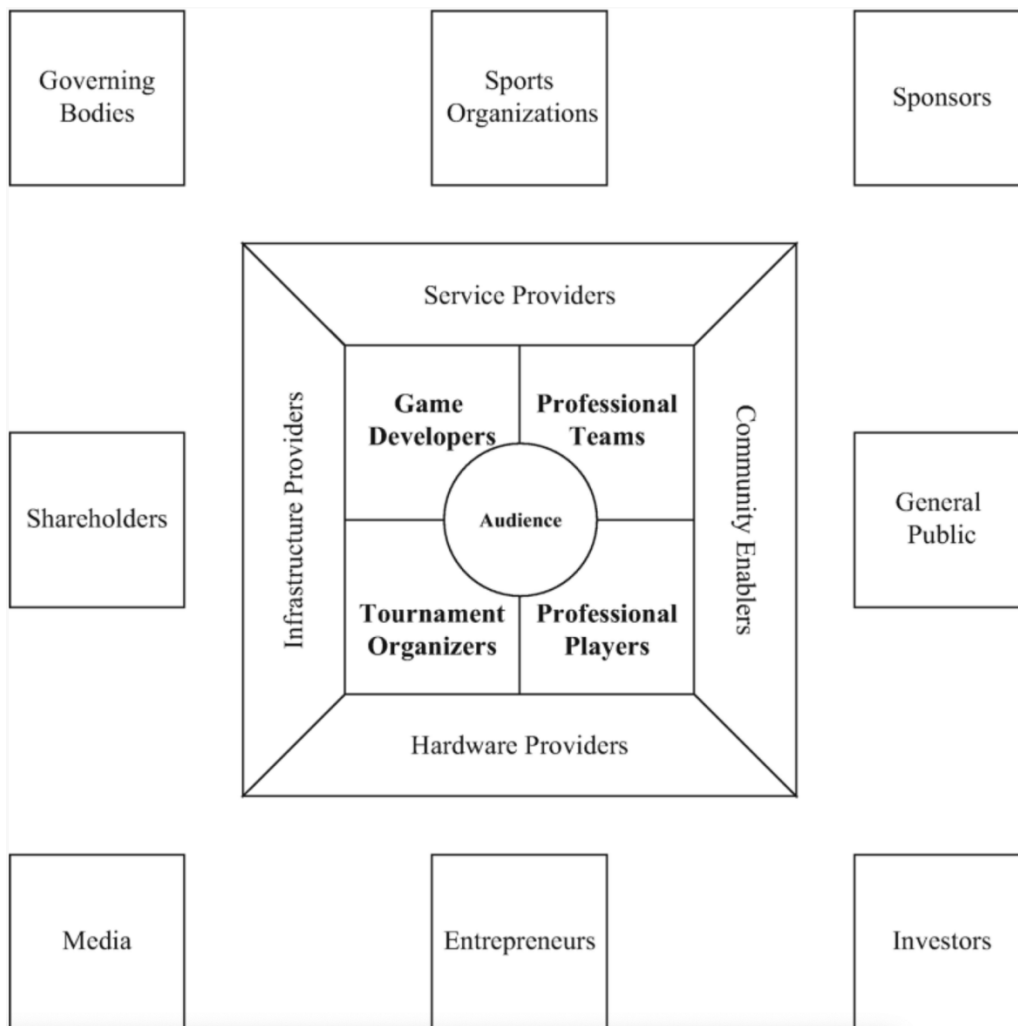 Governing
Bodies
Sports
Organizations
Sponsors
Service Providers
Infrastructure Providers
Game
Developers
Professional
Teams
Community Enablers
Shareholders
Audience
General
Public
Tournament
Organizers
Professional
Players
Hardware Providers
Media
Entrepreneurs
Investors